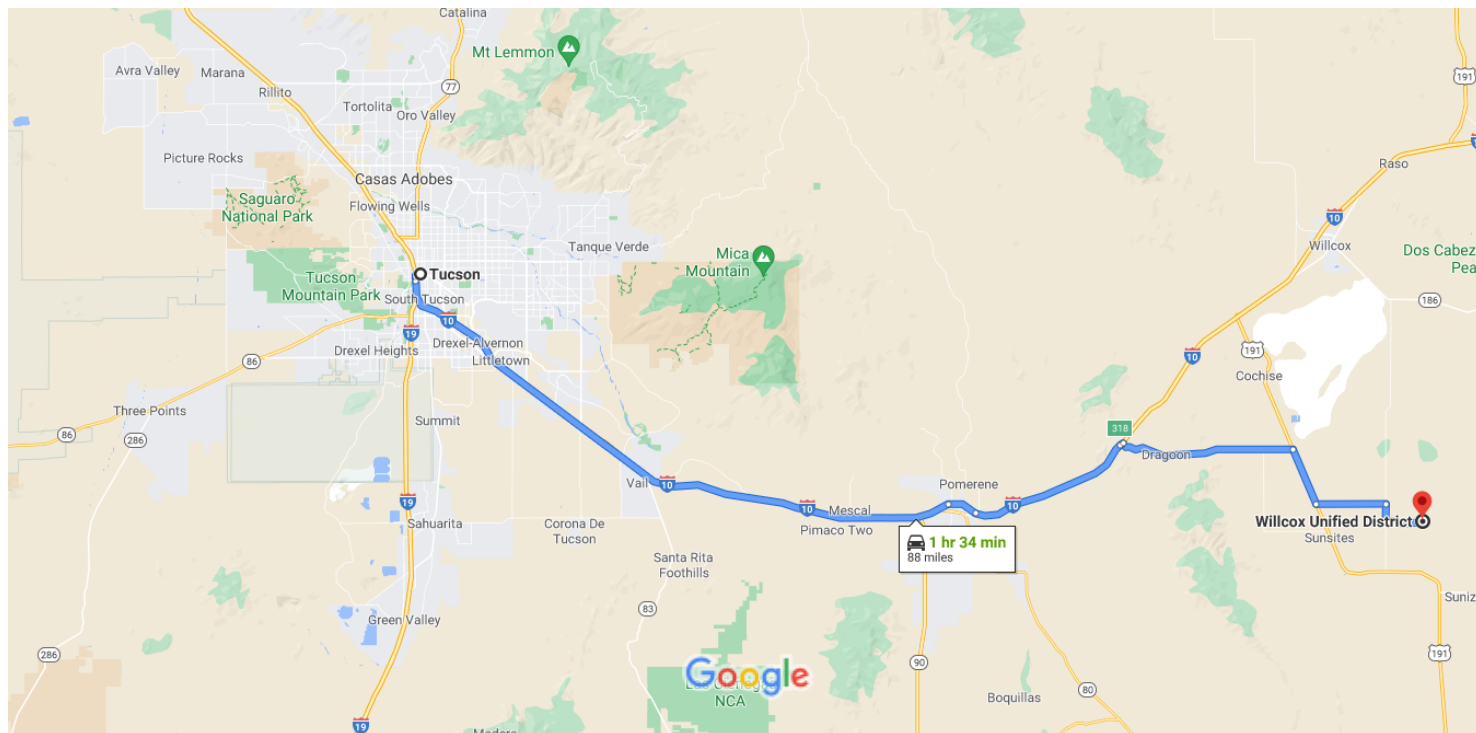 Catalina
Mt Lemmon
Avra Valley
Marana
191
77
Rillito
Tortolita
Oro Valley
Picture Rocks
Raso
Casas Adobes
Saguaro
National Park
Flowing Wells
10
Tanque Verde
Willcox
Mica
Mountain
Dos Cabez
Pea
Tucson
Tucson
Mountain Park
South Tucson
186
10
19
Drexel-Alvernon
Drexel Heights
Littletown
86
191
10
Cochise
Three Points
Summit
318
86
286
Dragoon
Vail
10
Pomerene
19
10
Mescal
10
Sahuarita
Corona De
Tucson
Pimaco Two
Willcox Unified District
Sunsites
1 hr 34 min
88 miles
Santa Rita
Foothills
83
Suniz
Green Valley
286
90
191
Google
NCA
80
Boquillas
19